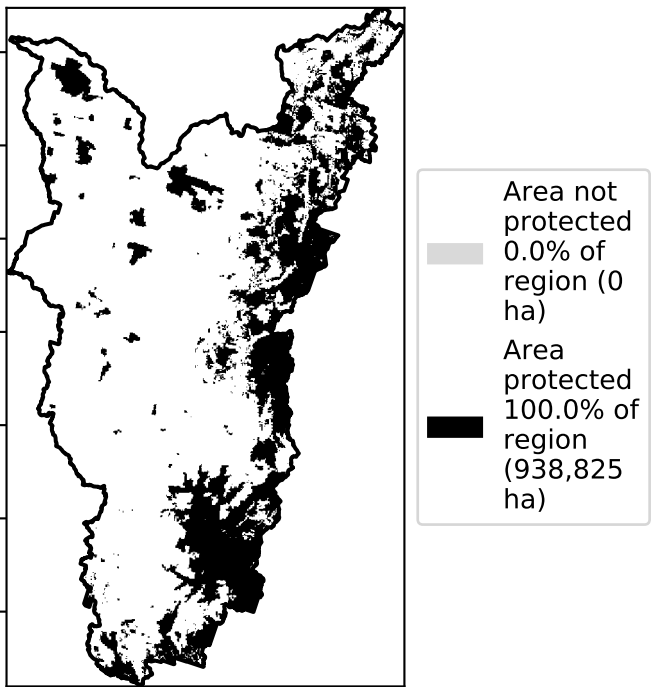 Area not
protected
0.0% of
region (0
ha)
Area
protected
100.0% of
region
(938,825
ha)